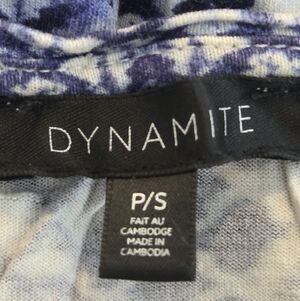 DYNAMITE
P/S
FAIT AU
CAMBODGE
MADE IN
CAMBODIA